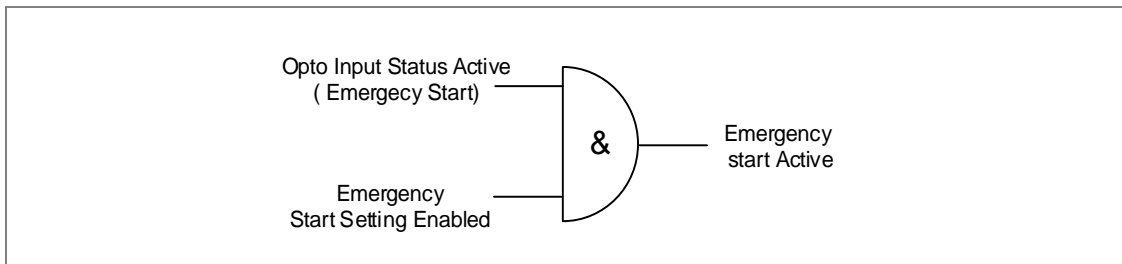 Opto Input Status Active
( Emergecy Start)
&
Emergency
start Active
Emergency
Start Setting Enabled